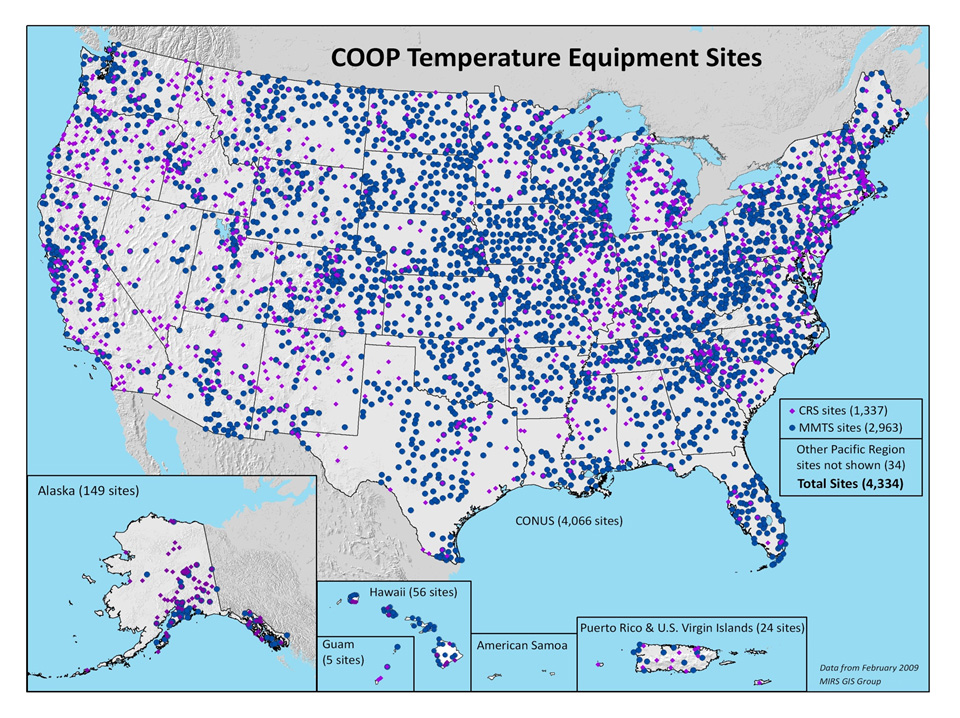 COOP Temperature Equipment Sites
CRS sites (1,337)
MMTS sites (2,963)
Other Pacific Region
sites not shown (34)
Total Sites (4,334)
Alaska (149 sites)
CONUS (4,066 sites)
Hawaii (56 sites)
Guam
(5 sites)
American Samoa
Puerto Rico & U.S. Virgin Islands (24 sites)
Data from February 2009
MIRS GIS Group